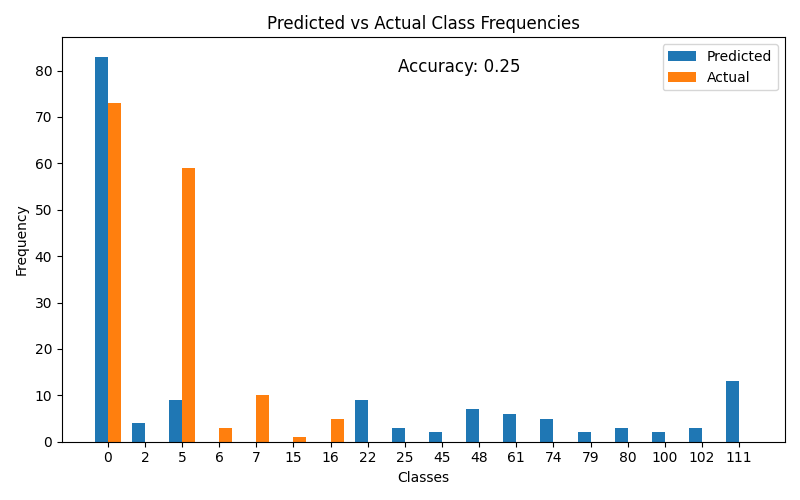 Predicted vs Actual Class Frequencies
Accuracy: 0.25
Predicted
Actual
Frequency
80
70
60
50
40
30
20
10
0
0 2 5 6 7 15 16 22 25 45 48 61 74 79 80 100 102 111
Classes